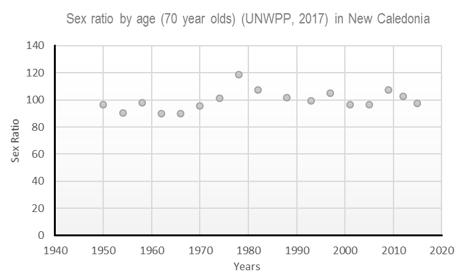 Sex ratio by age (70 year olds) (UNWPP, 2017) in New Caledonia
140
120
100
80
60
40
20
0
Sex Ratio
1940 1950 1960 1970 1980 1990 2000 2010 2020
Years